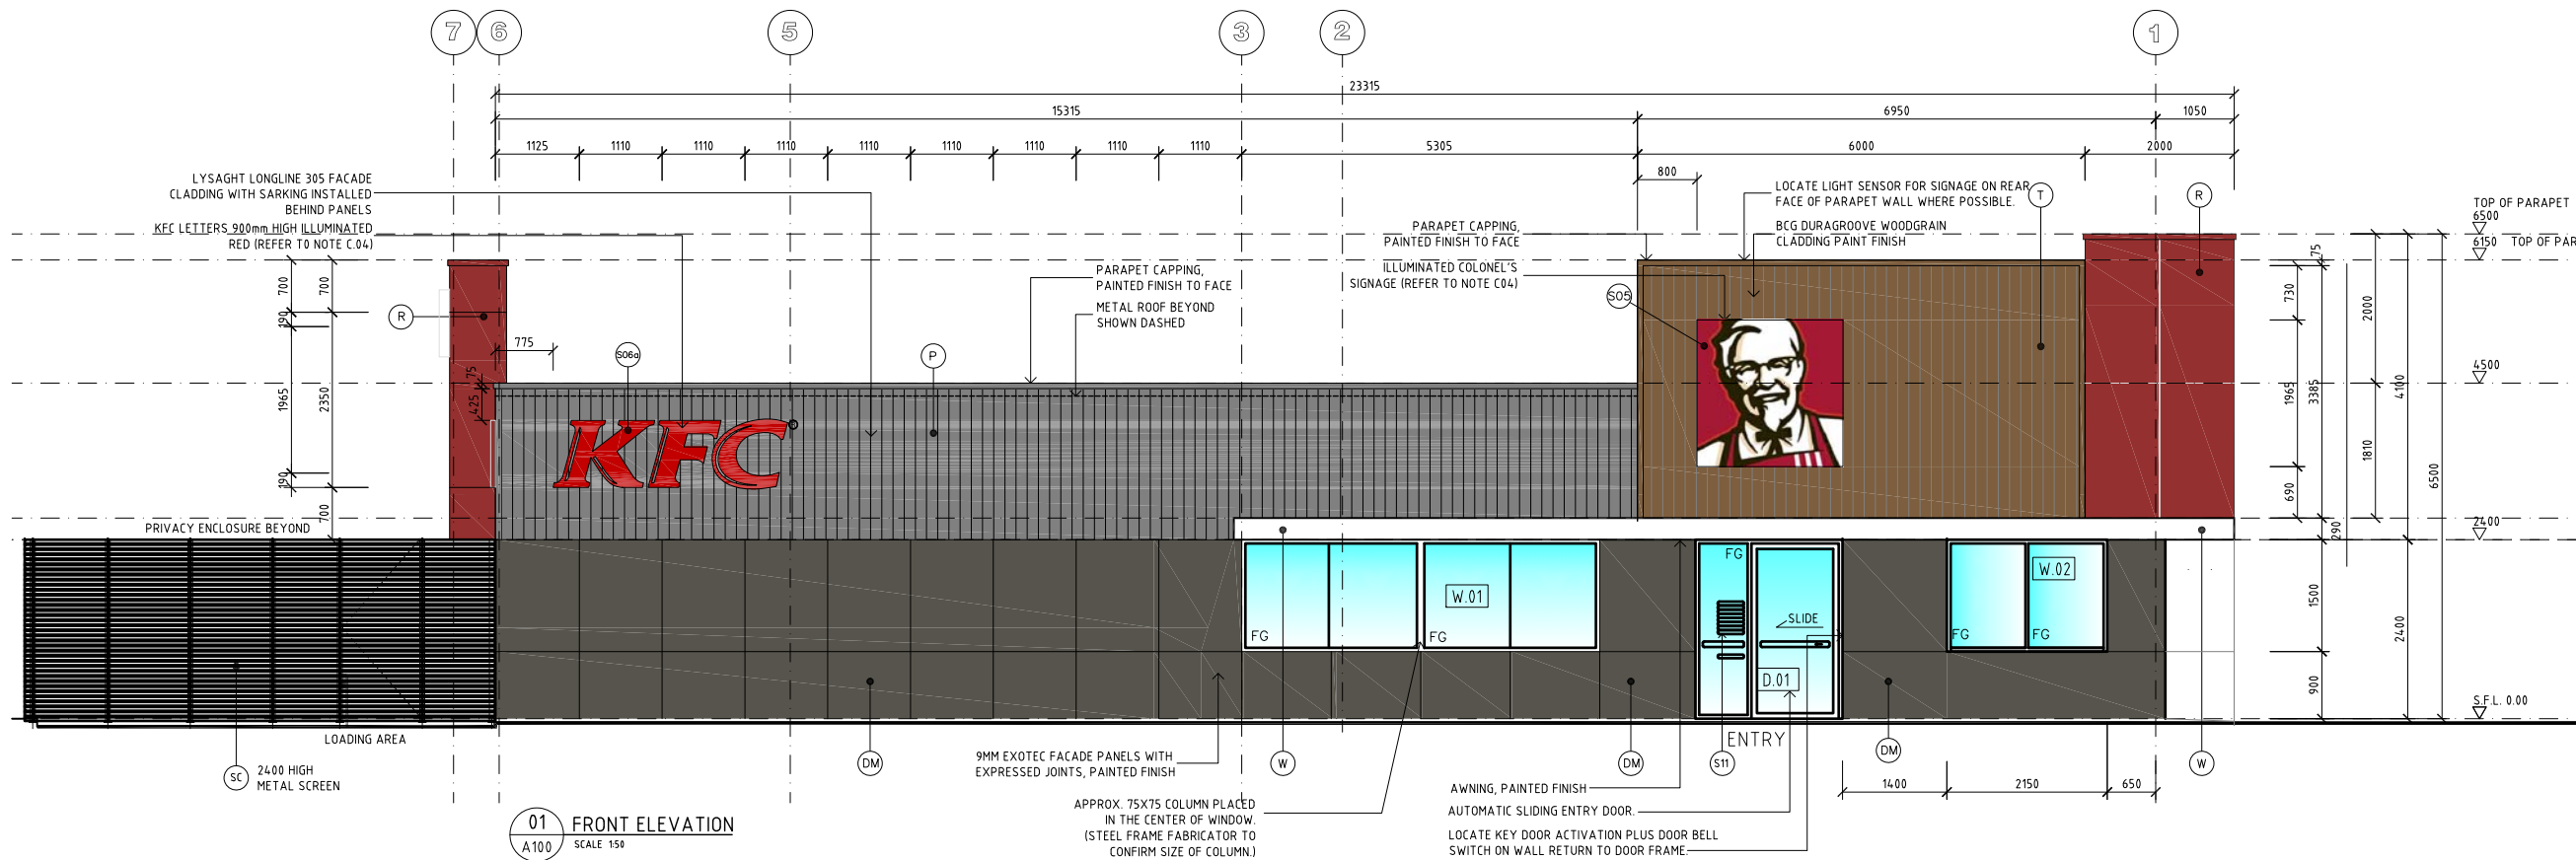 7
6
5
3
2
1
23315
15315
6950
1050
1125
1110
1110
1110
1110
1110
1110
1110
1110
5305
6000
2000
800
LYSAGHT LONGLINE 305 FACADE
CLADDING WITH SARKING INSTALLED
BEHIND PANELS
KFC LETTERS 900mm HIGH ILLUMINATED
RED (REFER TO NOTE C.04)
PARAPET CAPPING,
PAINTED FINISH TO FACE
METAL ROOF BEYOND
SHOWN DASHED
PARAPET CAPPING,
PAINTED FINISH TO FACE
ILLUMINATED COLONEL'S
SIGNAGE (REFER TO NOTE C04)
LOCATE LIGHT SENSOR FOR SIGNAGE ON REAR
FACE OF PARAPET WALL WHERE POSSIBLE.
BCG DURAGROOVE WOODGRAIN
CLADDING PAINT FINISH
T
R
TOP OF PARAPET
6500
6150 TOP OF PAR
4500
2400
S.F.L. 0.00
700
700
190
1965
2350
190
700
R
775
75
425
S06a
P
S05
KFC
75
730
2000
1965
3385
4100
1810
690
6500
290
1500
2400
900
PRIVACY ENCLOSURE BEYOND
FG
W.01
FG
FG
SLIDE
D.01
W.02
FG
FG
LOADING AREA
SC
2400 HIGH
METAL SCREEN
DM
9MM EXOTEC FACADE PANELS WITH
EXPRESSED JOINTS, PAINTED FINISH
W
DM
ENTRY
S11
DM
W
1400
2150
650
APPROX. 75X75 COLUMN PLACED
IN THE CENTER OF WINDOW.
(STEEL FRAME FABRICATOR TO
CONFIRM SIZE OF COLUMN.)
AWNING, PAINTED FINISH
AUTOMATIC SLIDING ENTRY DOOR.
LOCATE KEY DOOR ACTIVATION PLUS DOOR BELL
SWITCH ON WALL RETURN TO DOOR FRAME.
01
A100
FRONT ELEVATION
SCALE 1:50